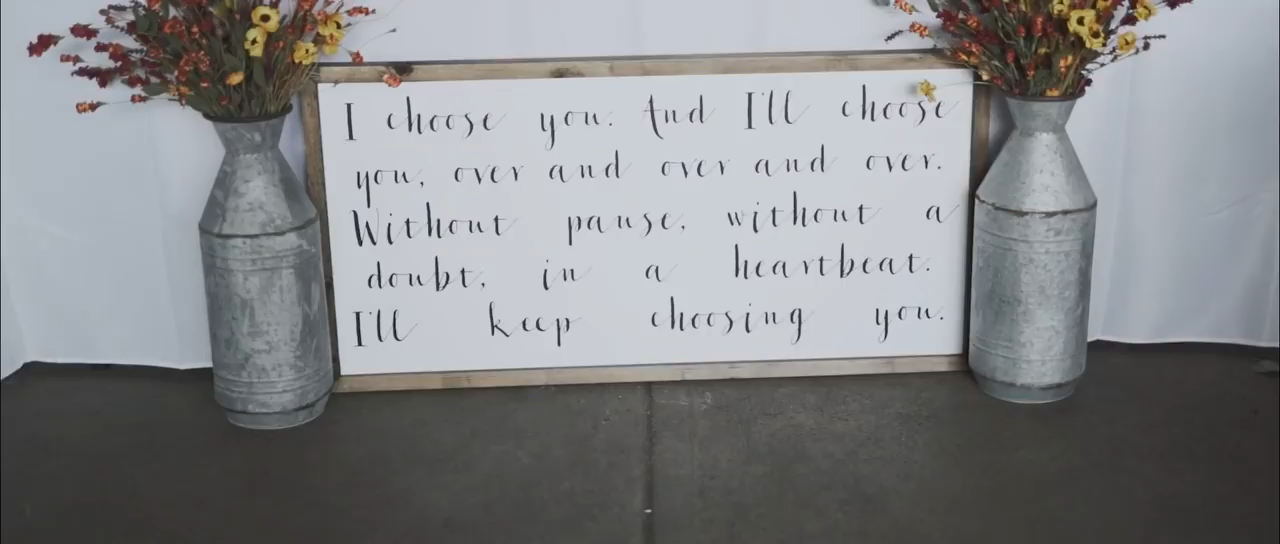 I choose you. And I'll choose
you, over and over and over.
Without pause, without a
doubt, in a heartbeat.
I'll keep choosing you.